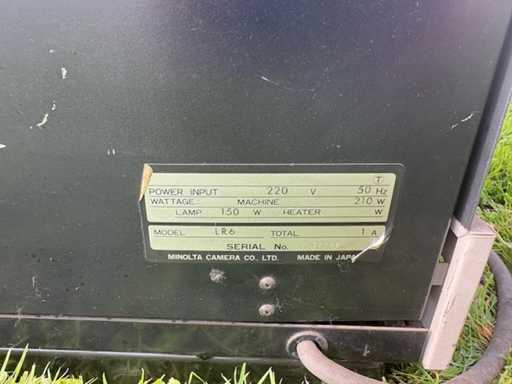 T
POWER INPUT 220 V 50 Hz
WATTAGE: MACHINE 210 W
LAMP 150 W HEATER W
MODEL LR6 TOTAL 1 A
SERIAL No.
MINOLTA CAMERA CO., LTD. MADE IN JAPAN